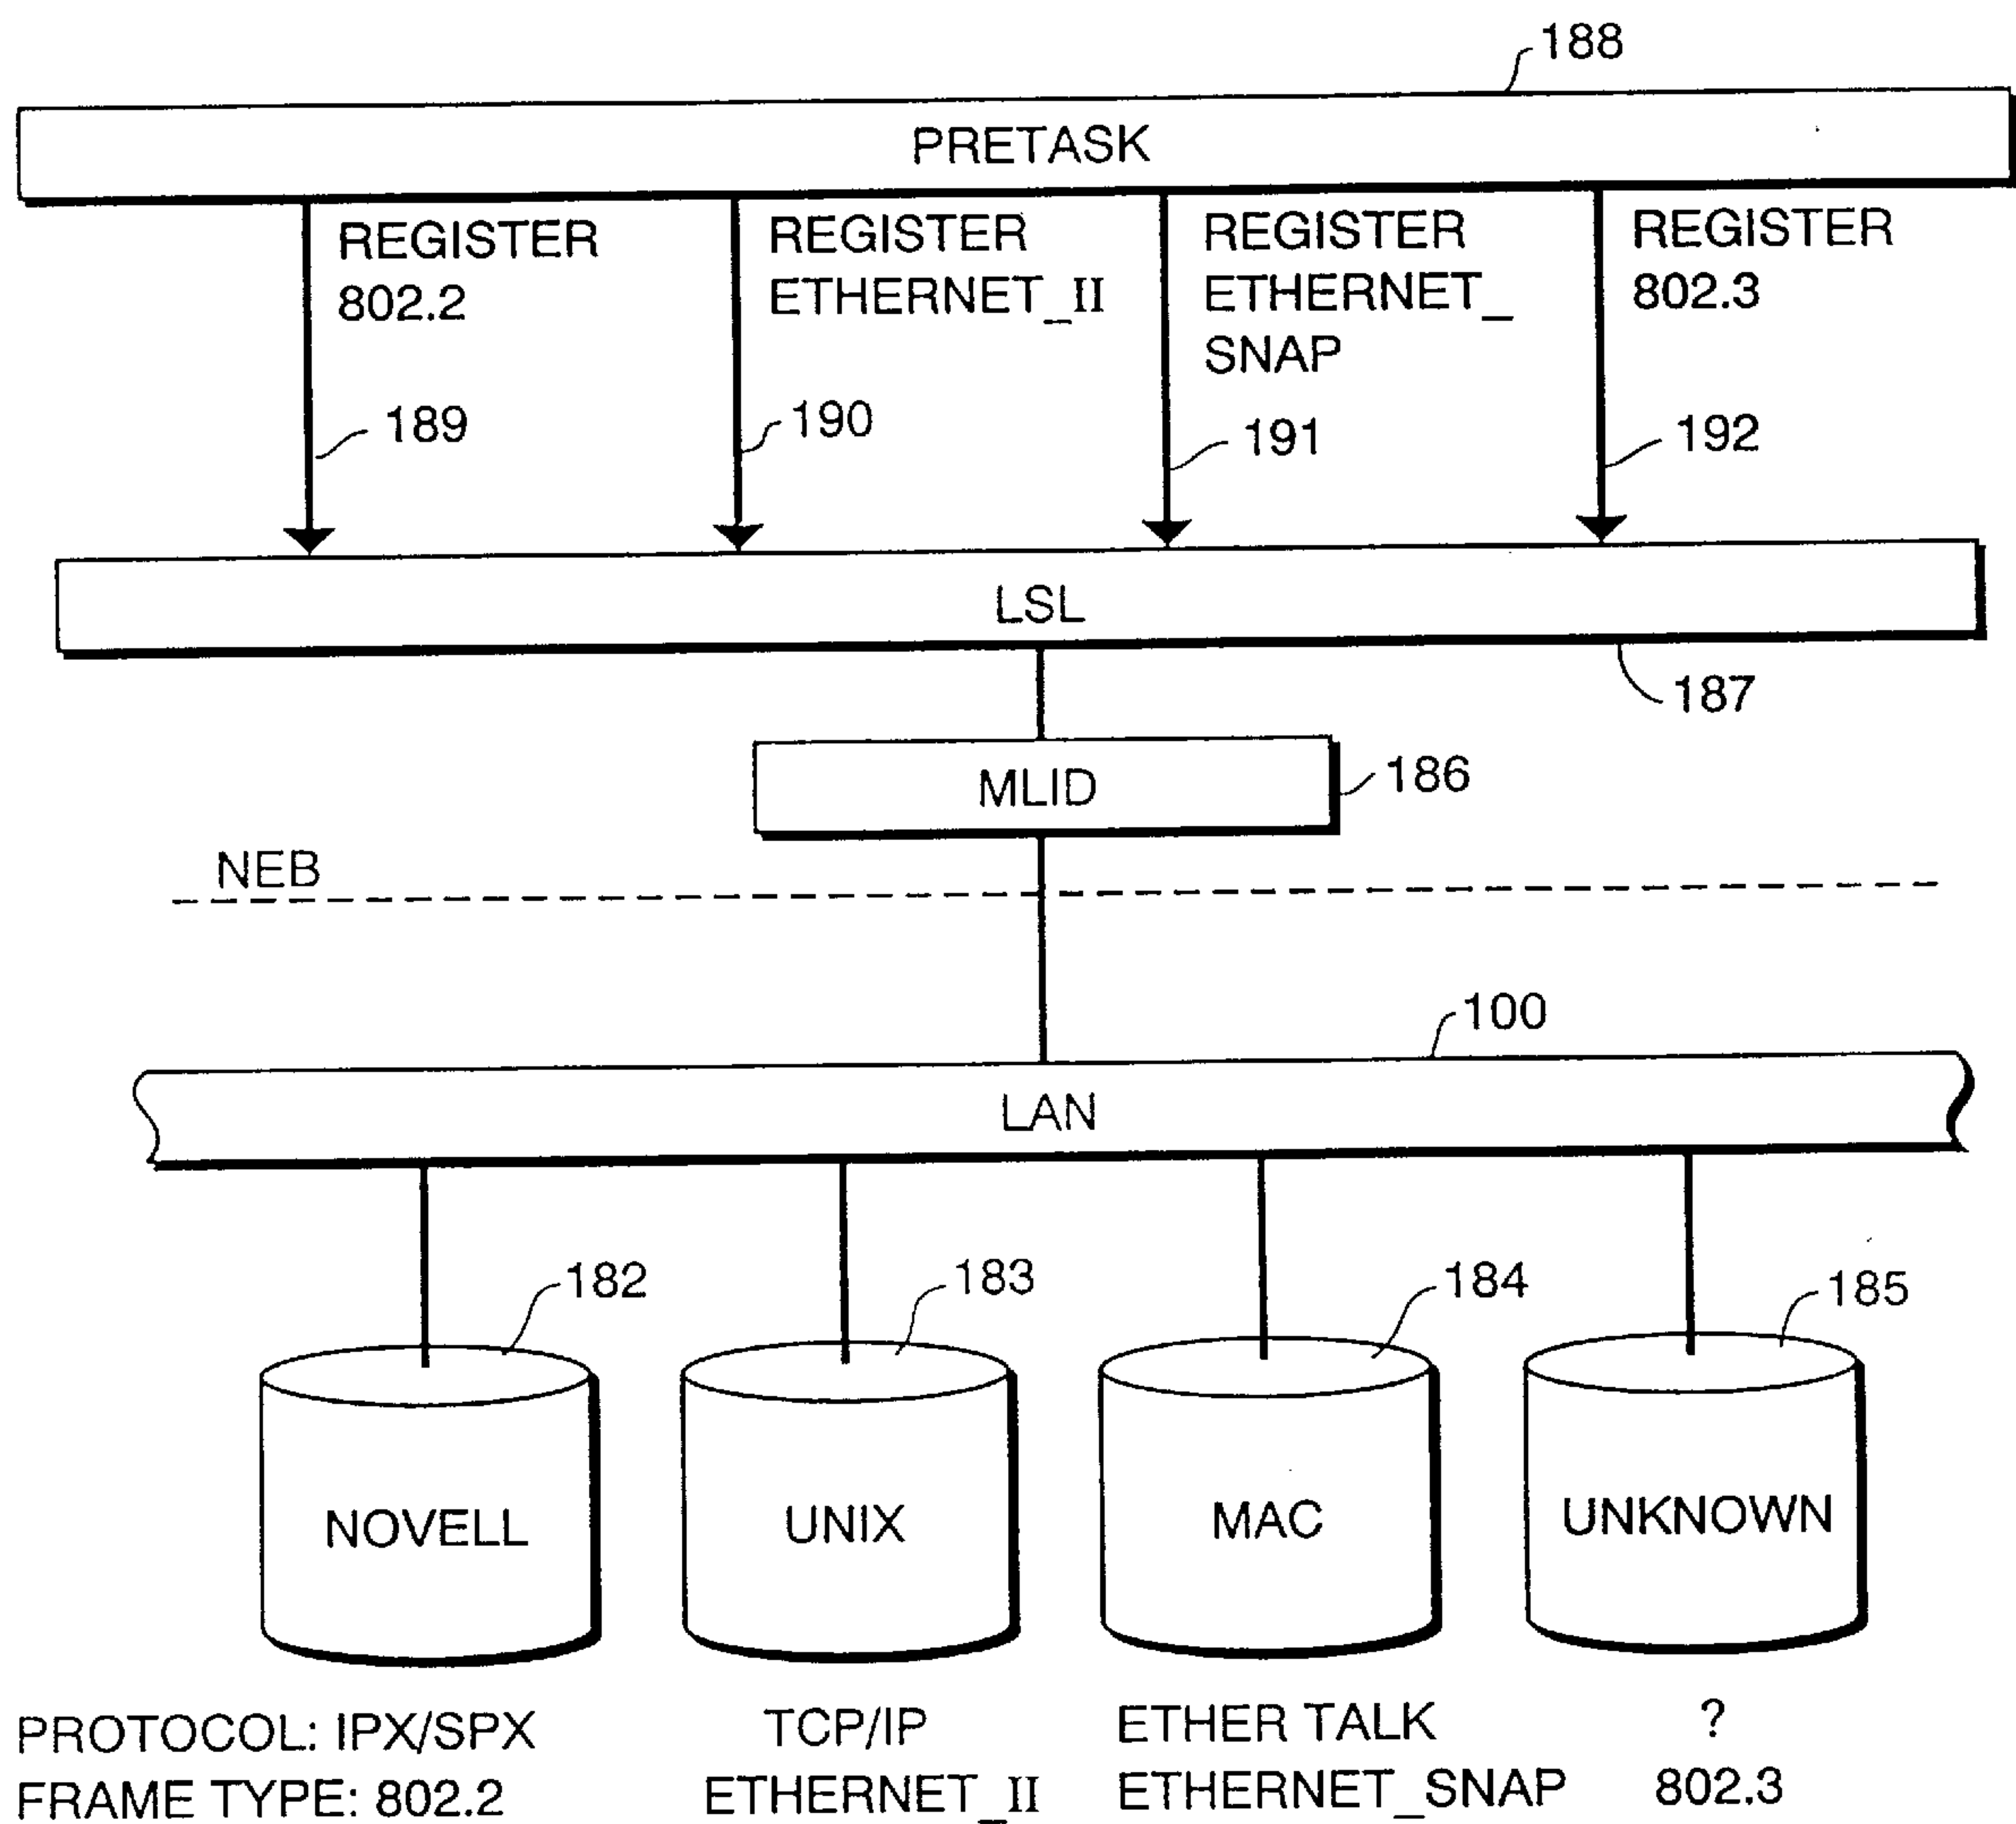 188
PRETASK
REGISTER
802.2
REGISTER
ETHERNET_II
REGISTER
ETHERNET_
SNAP
REGISTER
802.3
189
190
191
192
LSL
187
MLID
186
NEB
100
LAN
182
183
184
185
NOVELL
UNIX
MAC
UNKNOWN
PROTOCOL: IPX/SPX
TCP/IP
ETHER TALK
?
FRAME TYPE: 802.2
ETHERNET_II
ETHERNET_SNAP
802.3